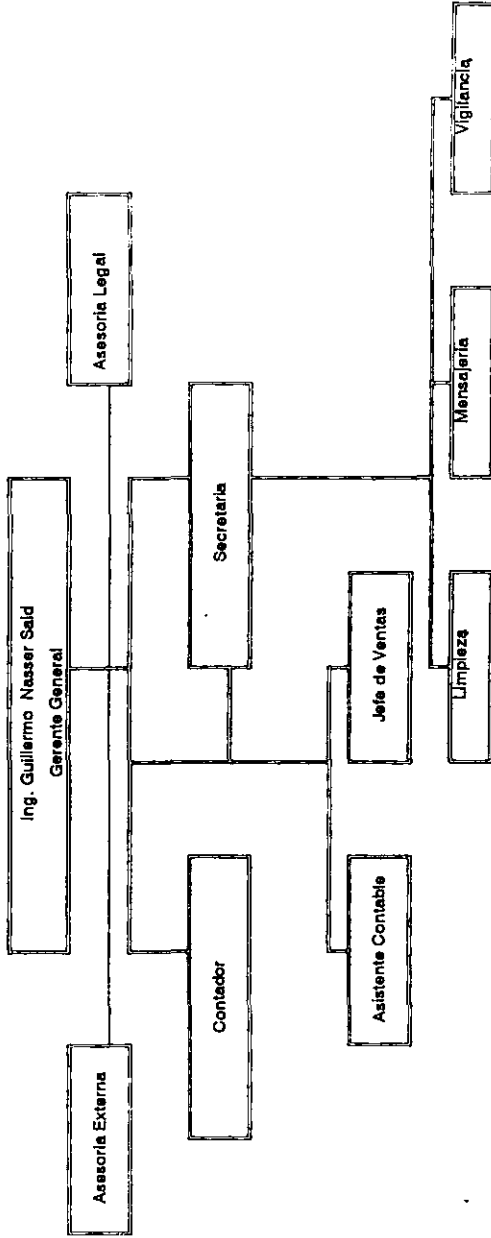 Ing. Guillermo Nasser Said
Gerente General
Asesoria Externa
Asesoria Legal
Contador
Secretaria
Asistente Contable
Jefe de Ventas
Limpieza
Mensajeria
Vigilancia